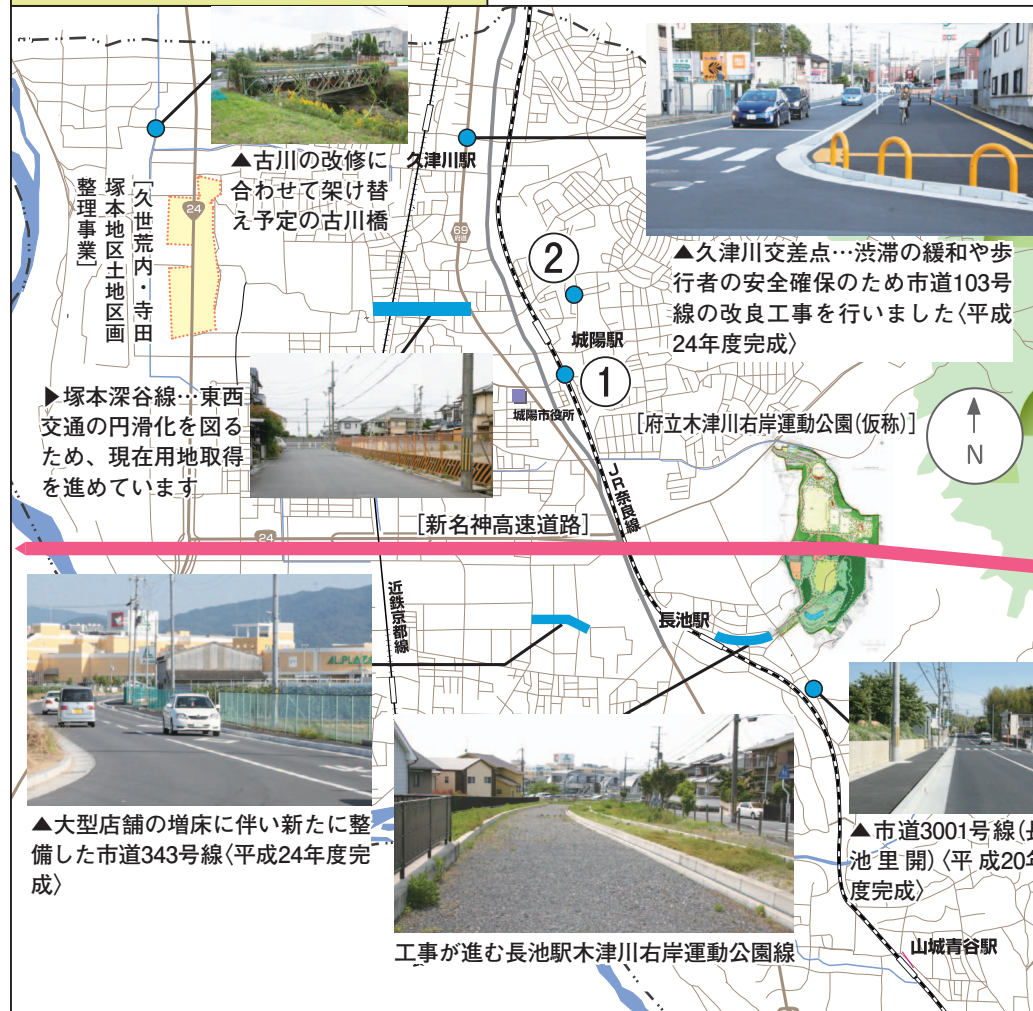 ▲古川の改修に
合わせて架け替
え予定の古川橋
久津川駅
[久世荒内・寺田
塚本地区土地区画
整理事業]
24
69
②
城陽駅
①
城陽市役所
▲久津川交差点…渋滞の緩和や歩
行者の安全確保のため市道103号
線の改良工事を行いました〈平成
24年度完成〉
▶塚本深谷線…東西
交通の円滑化を図る
ため、現在用地取得
を進めています
[府立木津川右岸運動公園(仮称)]
N
JR奈良線
[新名神高速道路]
24
近鉄京都線
長池駅
ALPLAZA
▲大型店舗の増床に伴い新たに整
備した市道343号線〈平成24年度完
成〉
工事が進む長池駅木津川右岸運動公園線
▲市道3001号線(長
池里開)〈平成20年
度完成〉
山城青谷駅